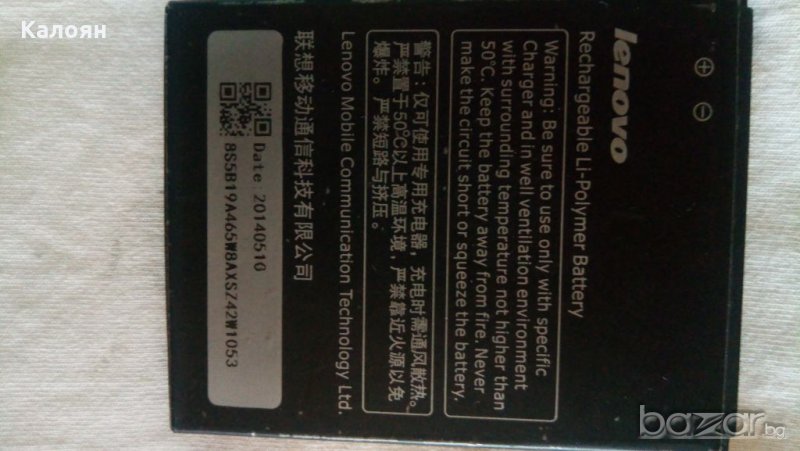 Калоян
lenovo
Rechargeable Li-Polymer Battery
Warning: Be sure to use only with specific
Charger and in well ventilation environment
with surrounding temperature not higher than
50°C. Keep the battery away from fire. Never
make the circuit short or squeeze the battery.
警告：仅可使用专用充电器，充电时需通风散热。
严禁置于50℃以上高温环境，严禁靠近火源以免
爆炸。严禁短路与挤压。
Lenovo Mobile Communication Technology Ltd.
联想移动通信科技有限公司
Date: 20140510
8S5B19A465W8AXSZ42W1053
bazar.bg